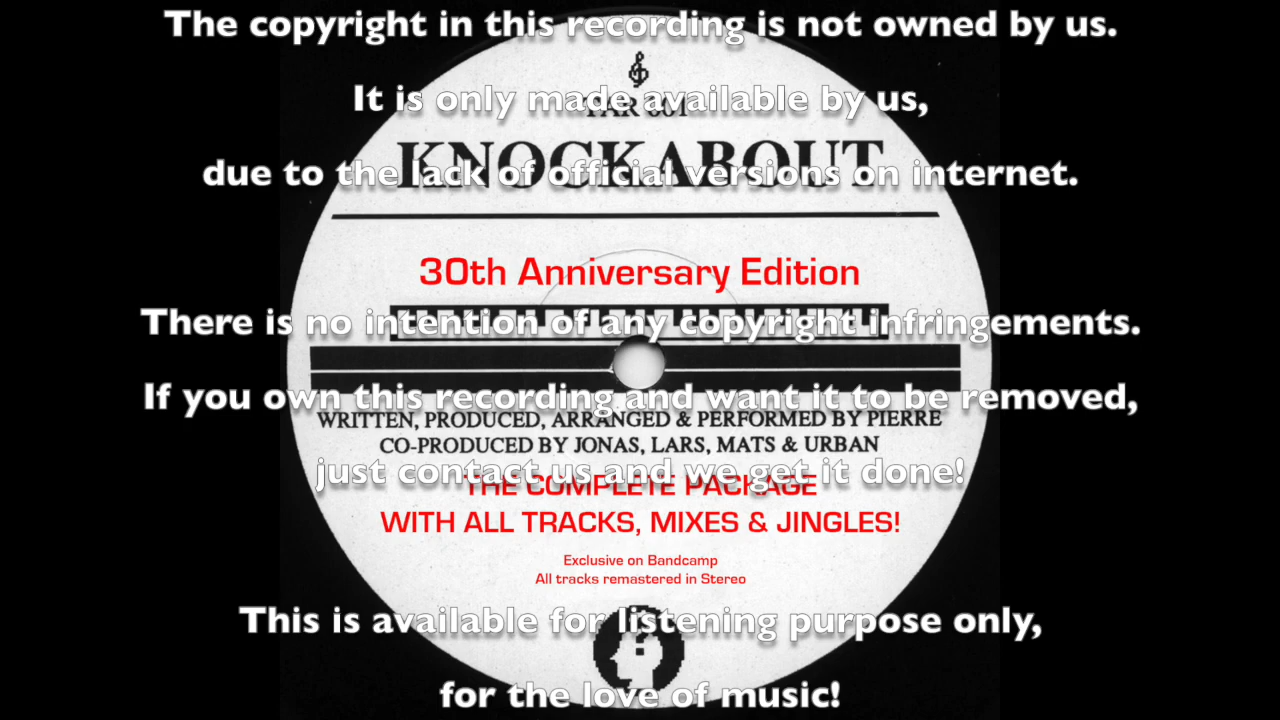 The copyright in this recording is not owned by us.
It is only made available by us,
TAR 001
KNOCKABOUT
due to the lack of official versions on internet.
30th Anniversary Edition
There is no intention of any copyright infringements.
If you own this recording and want it to be removed,
WRITTEN, PRODUCED, ARRANGED & PERFORMED BY PIERRE
CO-PRODUCED BY JONAS, LARS, MATS & URBAN
just contact us and we get it done!
THE COMPLETE PACKAGE
WITH ALL TRACKS, MIXES & JINGLES!
Exclusive on Bandcamp
All tracks remastered in Stereo
This is available for listening purpose only,
for the love of music!